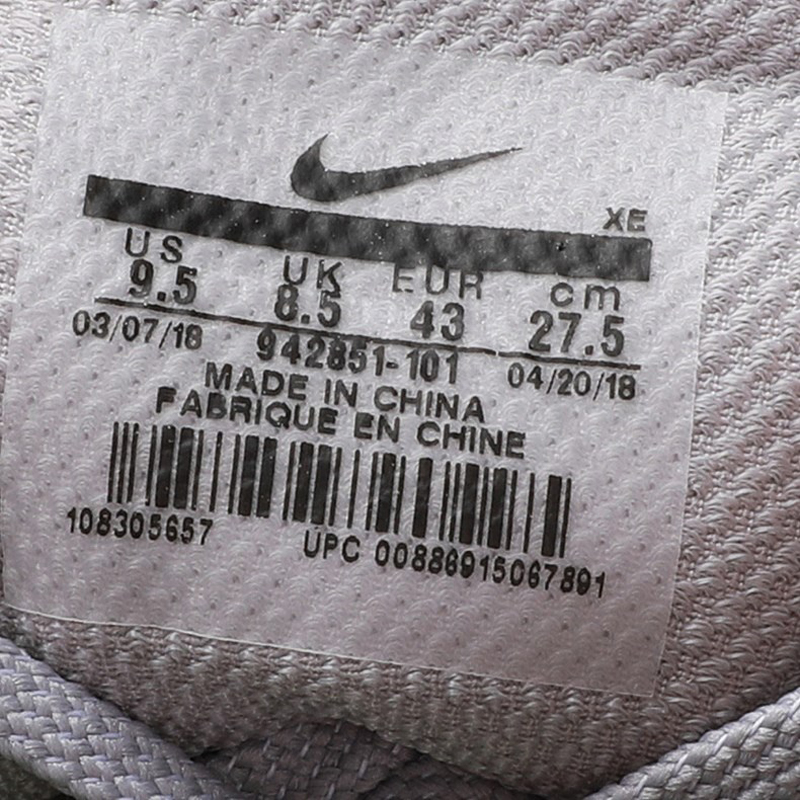 XE
US UK EUR cm
9.5 8.5 43 27.5
03/07/18 942851-101 04/20/18
MADE IN CHINA
FABRIQUE EN CHINE
108305657 UPC 00886915067891